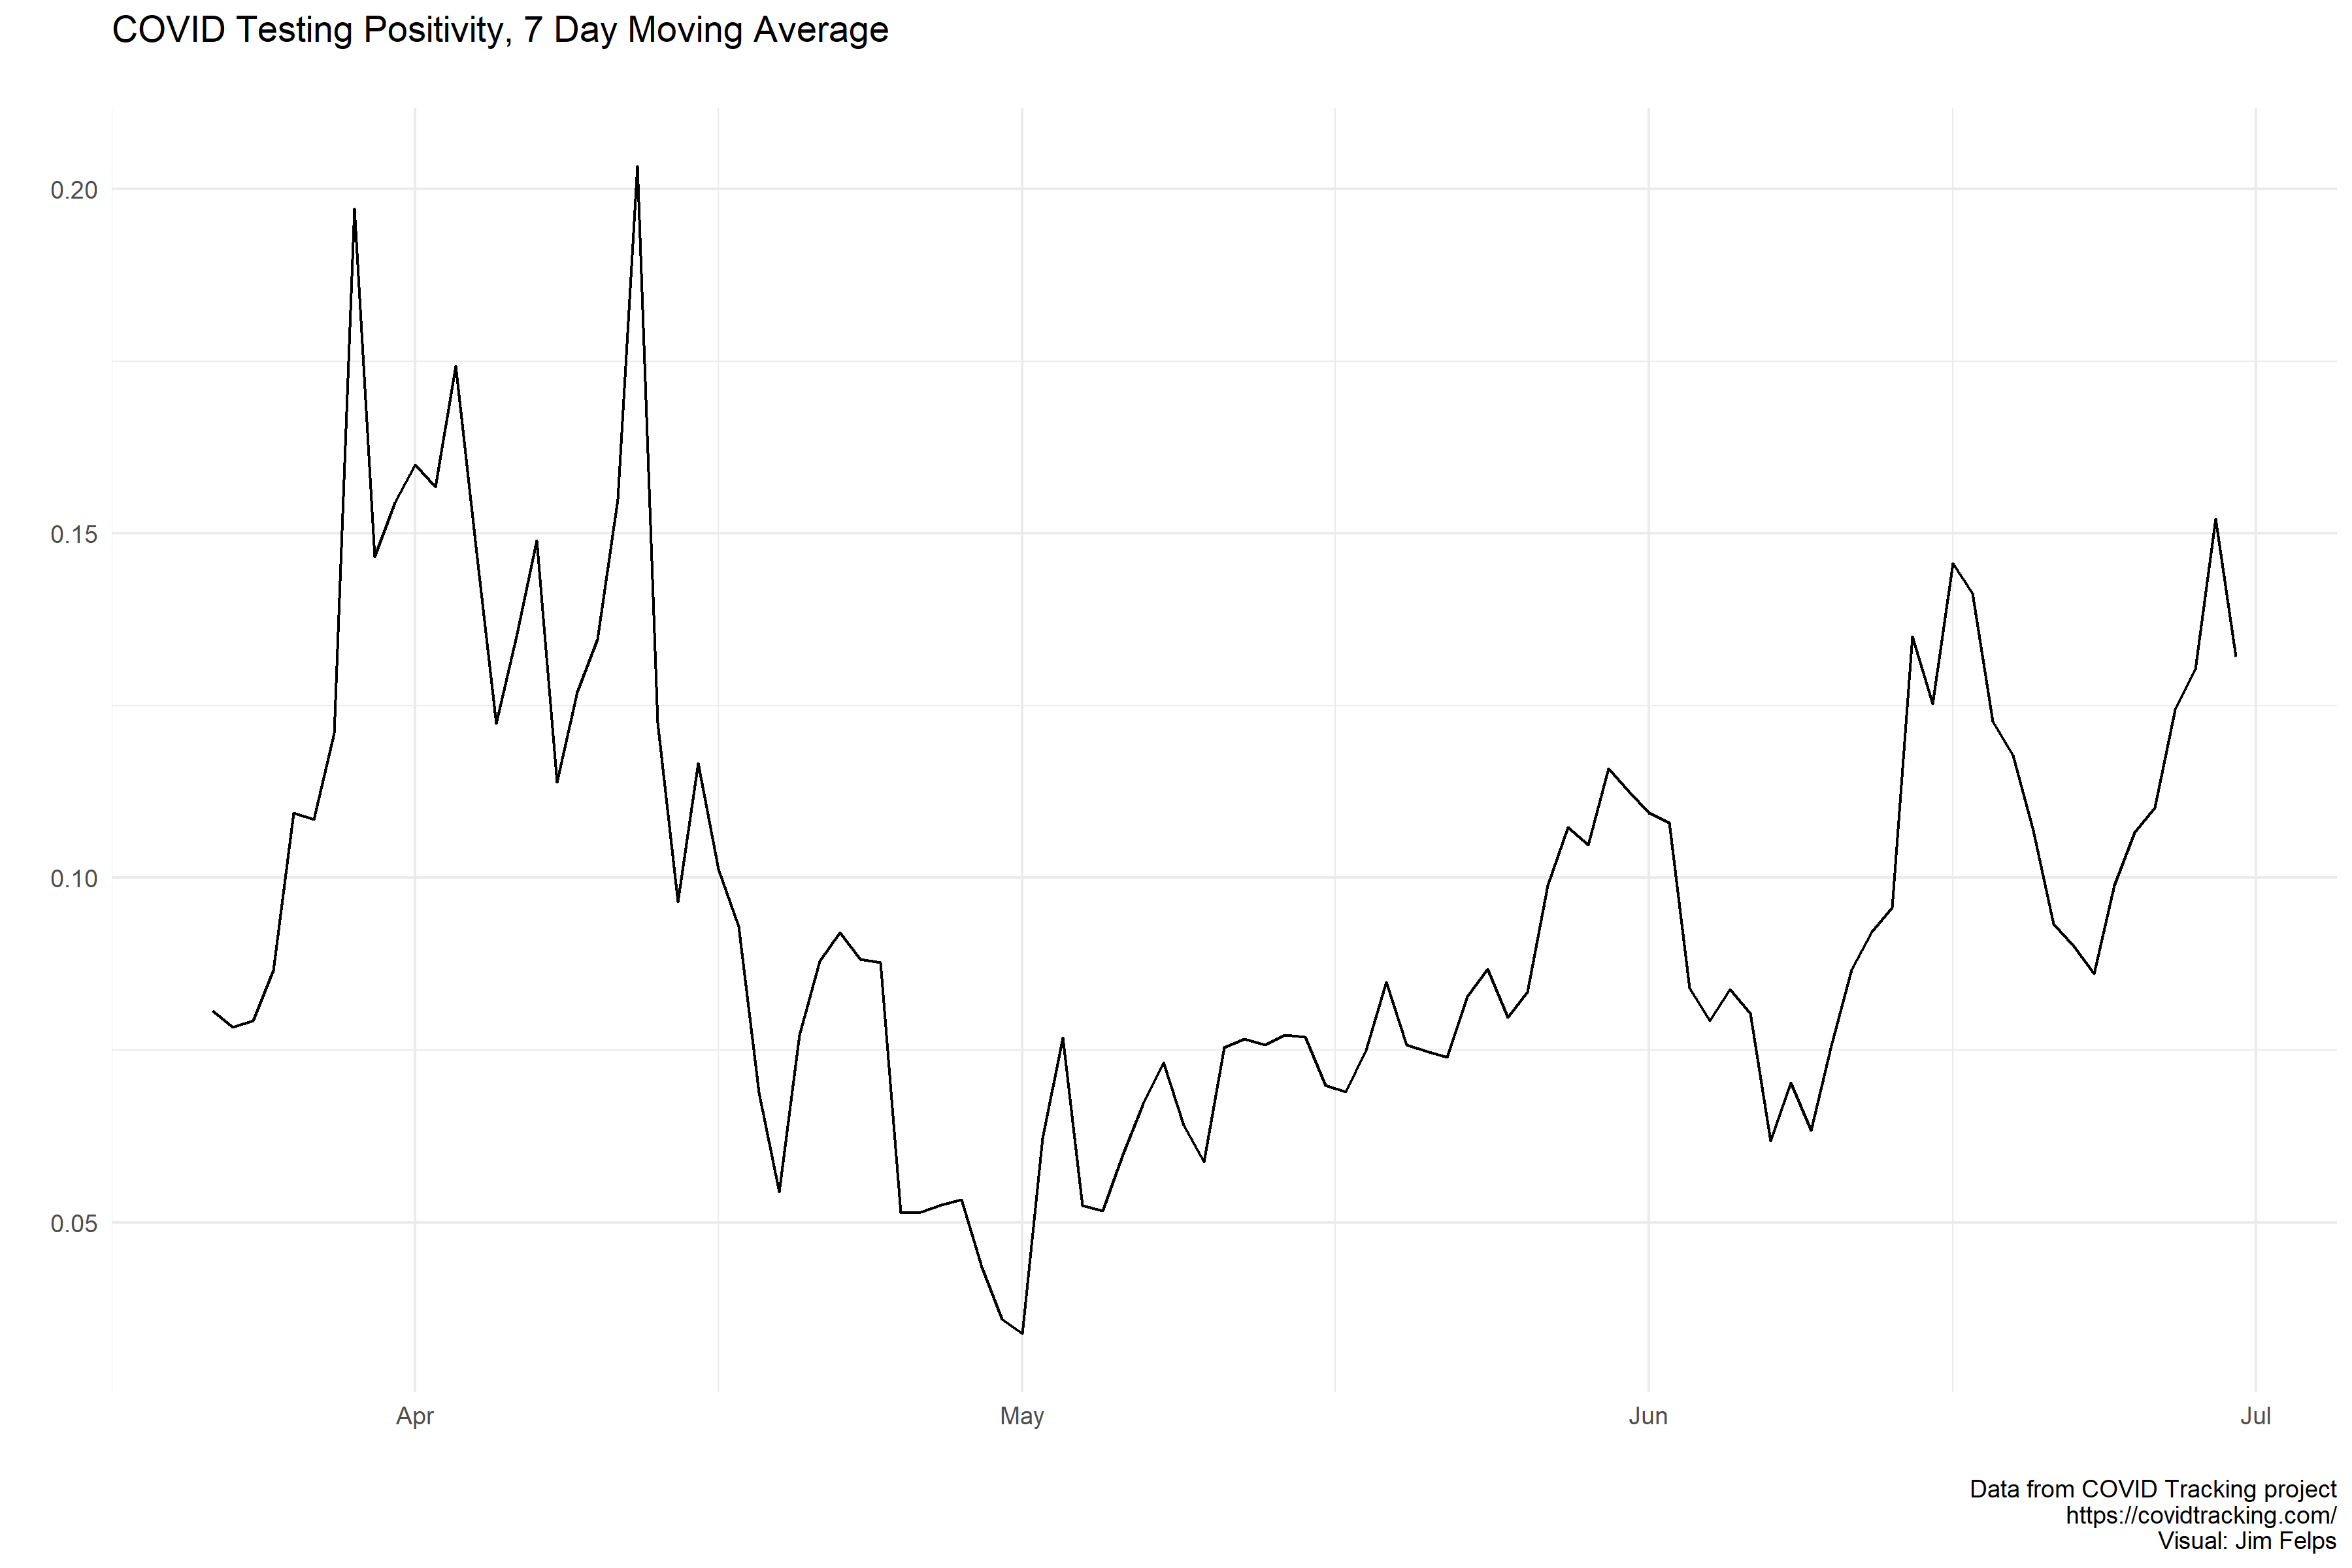 COVID Testing Positivity, 7 Day Moving Average
0.20
0.15
0.10
0.05
Apr May Jun Jul
Data from COVID Tracking project
https://covidtracking.com/
Visual: Jim Felps